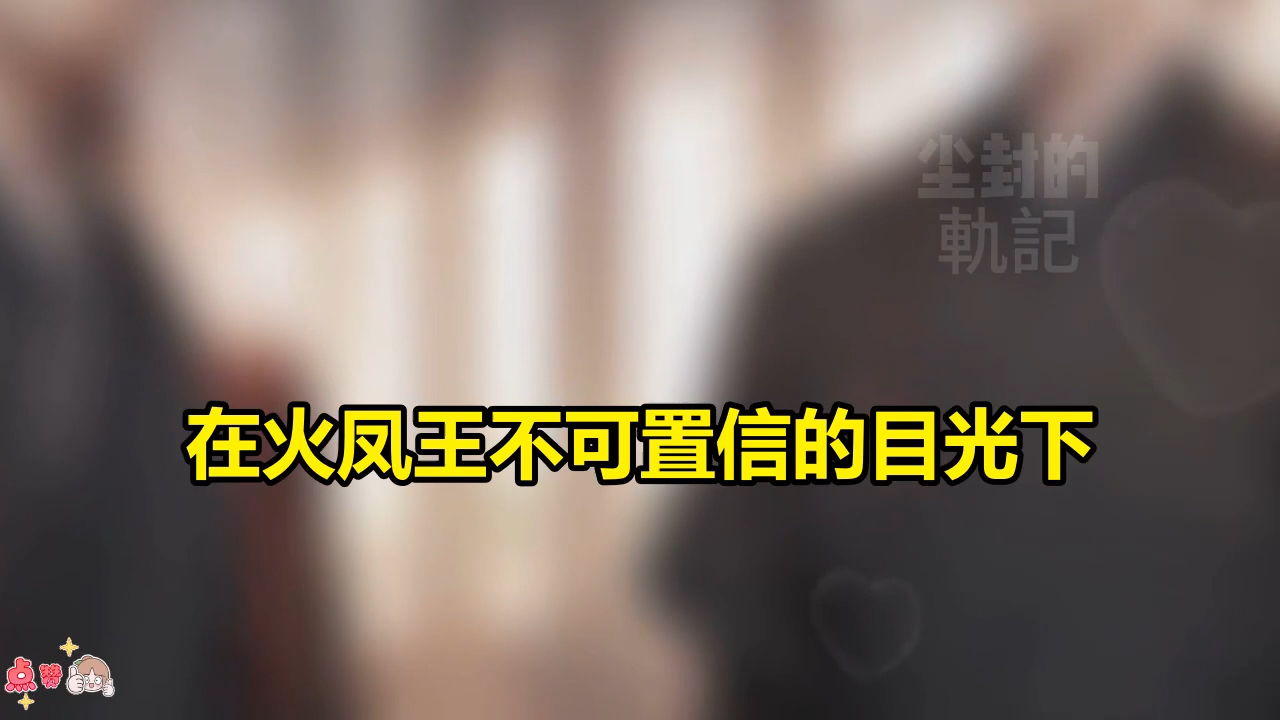 尘封的
軌記
在火凤王不可置信的目光下
点赞